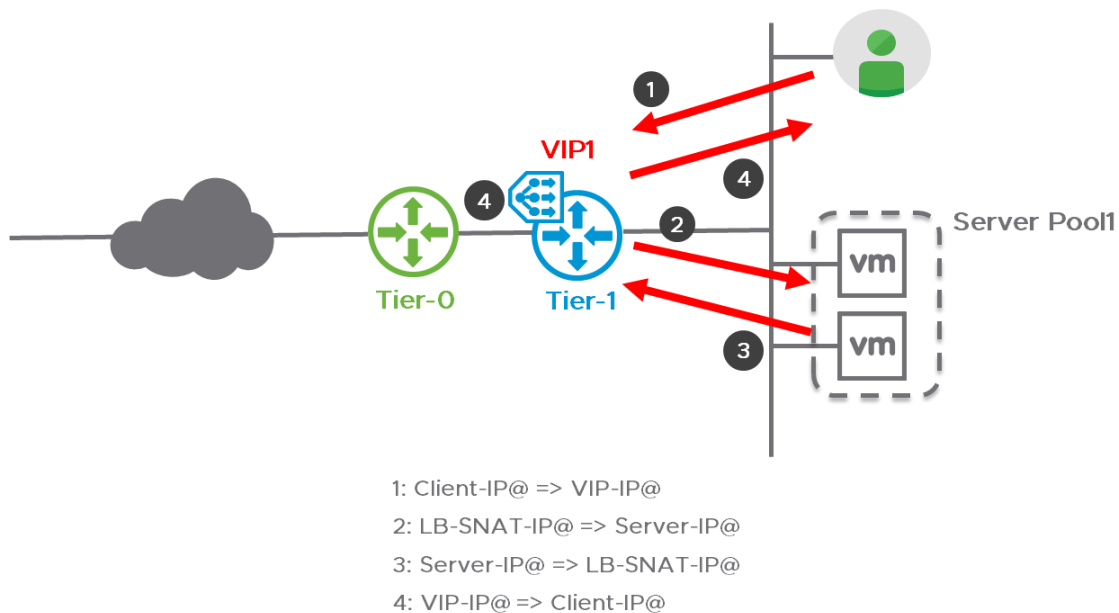 1
VIP1
4
4
2
Server Pool1
vm
Tier-0
Tier-1
3
vm
1: Client-IP@ => VIP-IP@
2: LB-SNAT-IP@ => Server-IP@
3: Server-IP@ => LB-SNAT-IP@
4: VIP-IP@ => Client-IP@